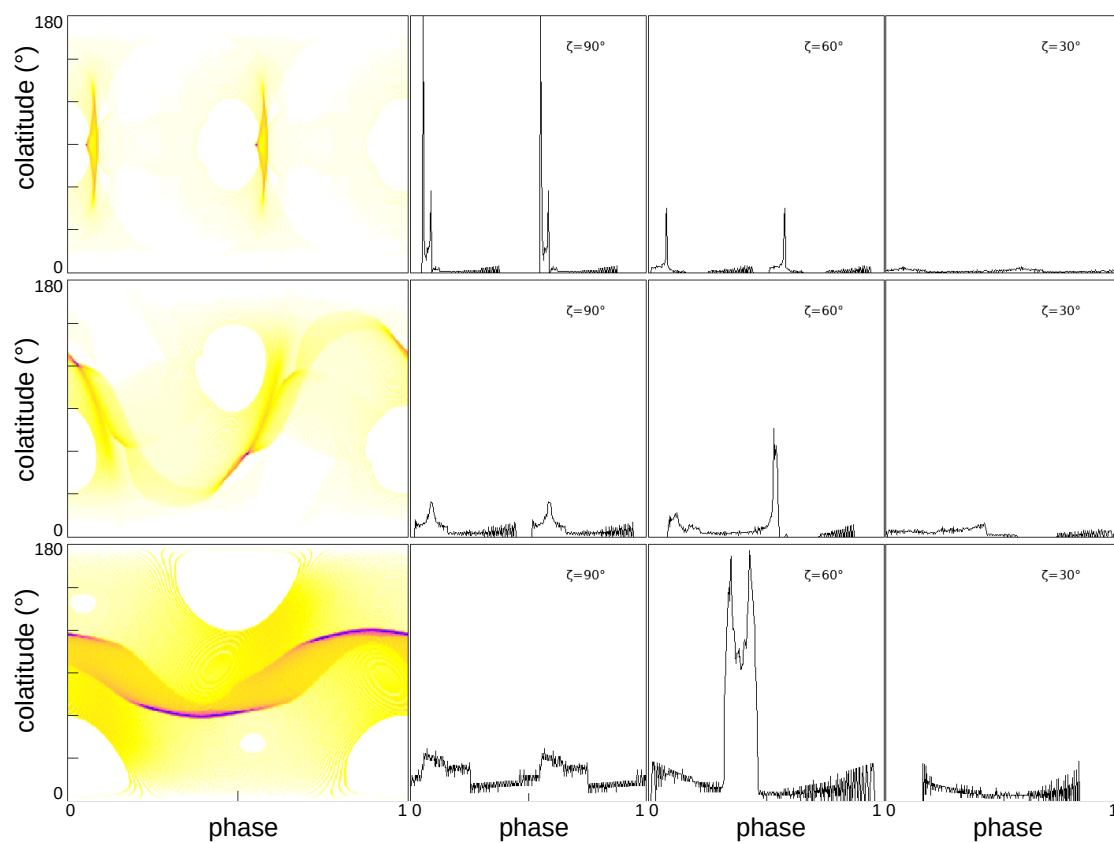 180
colatitude (°)
0
ζ=90°
ζ=60°
ζ=30°
180
colatitude (°)
0
ζ=90°
ζ=60°
ζ=30°
180
colatitude (°)
0
ζ=90°
ζ=60°
ζ=30°
0 1 0 1 0 1 0 1
phase phase phase phase